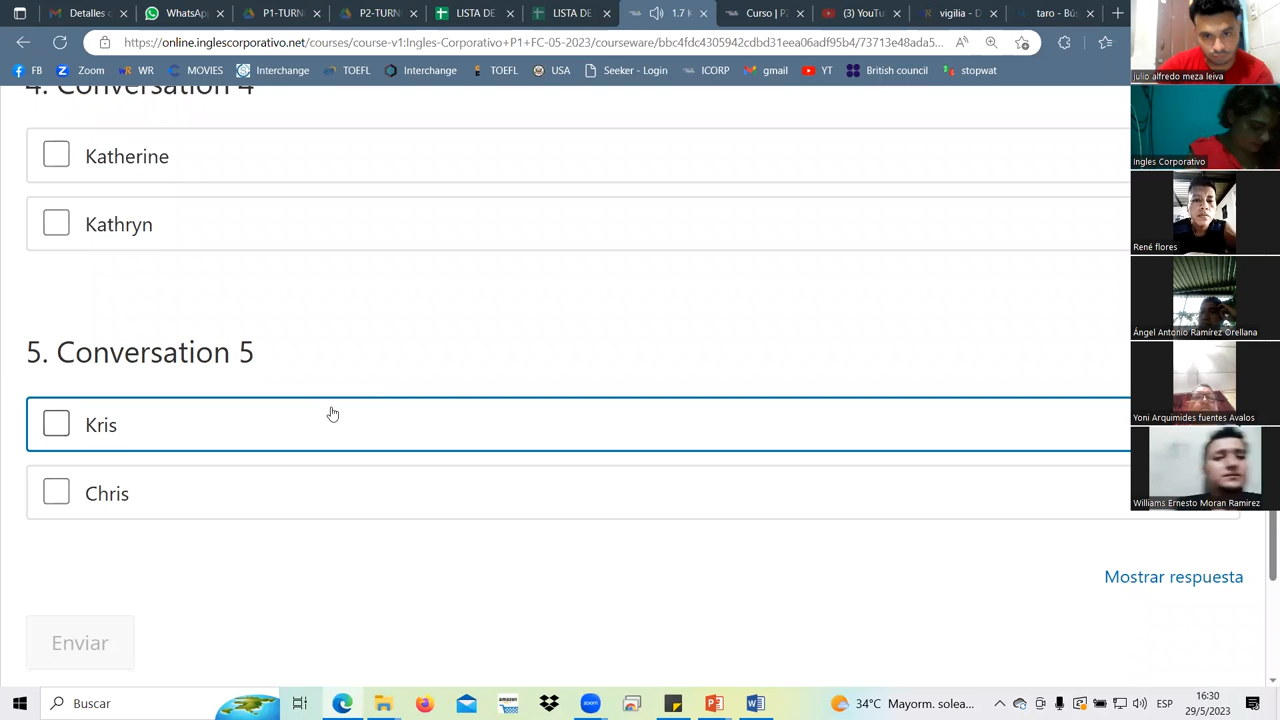 Detalles c
WhatsApp
P1-TURNI
P2-TURNI
LISTA DE
LISTA DE
1.7 I
Curso | P
(3) YouTu
vigilia - D
taro - Bús
https://online.inglescorporativo.net/courses/course-v1:Ingles-Corporativo+P1+FC-05-2023/courseware/bbc4fdc4305942cdbd31eea06adf95b4/73713e48ada5...
FB
Zoom
WR
MOVIES
Interchange
TOEFL
Interchange
TOEFL
USA
Seeker - Login
ICORP
gmail
YT
British council
stopwat
4. Conversation 4
Katherine
Kathryn
5. Conversation 5
Kris
Chris
Mostrar respuesta
Enviar
julio alfredo meza leiva
Ingles Corporativo
René flores
Ángel Antonio Ramírez Orellana
Yoni Arquimides fuentes Avalos
Williams Ernesto Moran Ramirez
Buscar
34°C Mayorm. solea...
ESP
16:30
29/5/2023